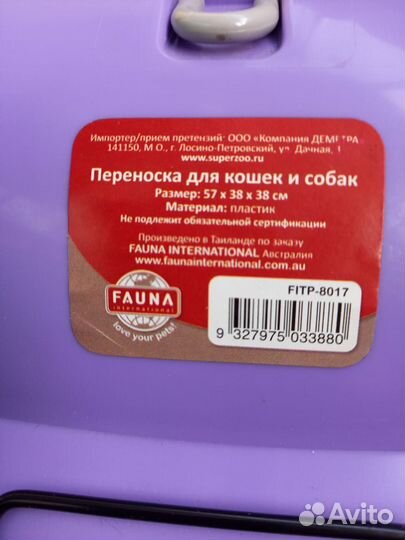 Импортер/прием претензий: ООО «Компания ДЕМЕТРА
141150, М О., г. Лосино-Петровский, ул. Дачная, 1
www.superzoo.ru
Переноска для кошек и собак
Размер: 57 x 38 x 38 см
Материал: пластик
Не подлежит обязательной сертификации
Произведено в Таиланде по заказу
FAUNA INTERNATIONAL Австралия
www.faunainternational.com.au
FAUNA
international
love your pets!
FITP-8017
9 327975 033880
Avito